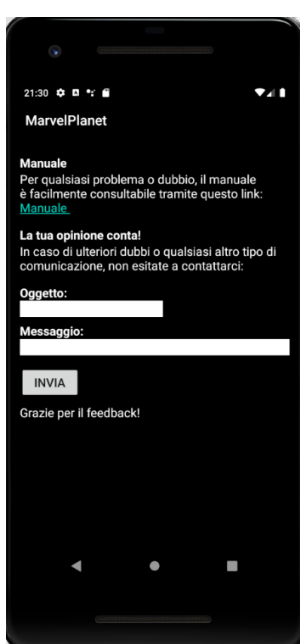 21:30
MarvelPlanet
Manuale
Per qualsiasi problema o dubbio, il manuale
è facilmente consultabile tramite questo link:
Manuale
La tua opinione conta!
In caso di ulteriori dubbi o qualsiasi altro tipo di
comunicazione, non esitate a contattarci:
Oggetto:
Messaggio:
INVIA
Grazie per il feedback!